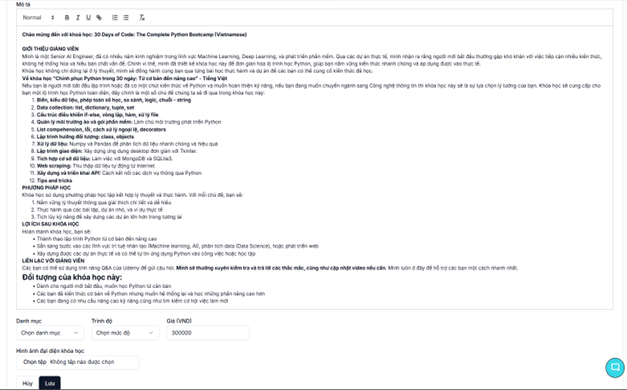 Mô tả
Normal
B I U
Chào mừng đến với khoá học: 30 Days of Code: The Complete Python Bootcamp (Vietnamese)
GIỚI THIỆU GIẢNG VIÊN
Mình là một Senior AI Engineer, đã có nhiều năm kinh nghiệm trong lĩnh vực Machine Learning, Deep Learning, và phát triển phần mềm. Qua các dự án thực tế, mình nhận ra rằng người mới bắt đầu thường gặp khó khăn với việc tiếp cận nhiều kiến thức,
không hệ thống hóa và hiểu bản chất vấn đề. Chính vì thế, mình đã thiết kế khóa học này để đơn giản hóa lộ trình học Python, giúp bạn nắm vững kiến thức nhanh chóng và áp dụng được vào thực tế.
Khóa học không chỉ dừng lại ở lý thuyết, mình sẽ đồng hành cùng bạn qua từng bài học thực hành và dự án để các bạn có thể củng cố kiến thức đã học.
Về khóa học "Chinh phục Python trong 30 ngày: Từ cơ bản đến nâng cao" - Tiếng Việt
Nếu bạn là người mới bắt đầu lập trình hoặc đã có một chút kiến thức về Python và muốn hoàn thiện kỹ năng, nếu bạn đang muốn chuyển ngành sang Công nghệ thông tin thì khóa học này sẽ là sự lựa chọn lý tưởng của bạn. Khóa học sẽ cung cấp cho
bạn một lộ trình học Python toàn diện, đây chính là một số chủ đề chúng ta sẽ đi qua trong khóa học này:
1. Biến, kiểu dữ liệu, phép toán số học, so sánh, logic, chuỗi - string
2. Data collection: list, dictionary, tuple, set
3. Cấu trúc điều khiển if-else, vòng lặp, hàm, xử lý file
4. Quản lý môi trường ảo và gói phần mềm: Làm chủ môi trường phát triển Python
5. List comprehension, lỗi, cách xử lý ngoại lệ, decorators
6. Lập trình hướng đối tượng: class, objects
7. Xử lý dữ liệu: Numpy và Pandas để phân tích dữ liệu nhanh chóng và hiệu quả
8. Lập trình giao diện: Xây dựng ứng dụng desktop đơn giản với Tkinter.
9. Tích hợp cơ sở dữ liệu: Làm việc với MongoDB và SQLite3.
10. Web scraping: Thu thập dữ liệu tự động từ Internet
11. Xây dựng và triển khai API: Cách kết nối các dịch vụ thông qua Python
12. Tips and tricks
PHƯƠNG PHÁP HỌC
Khóa học sử dụng phương pháp học tập kết hợp lý thuyết và thực hành. Với mỗi chủ đề, bạn sẽ:
1. Nắm vững lý thuyết thông qua giải thích chi tiết và dễ hiểu
2. Thực hành qua các bài tập, dự án nhỏ, và ví dụ thực tế
3. Tích lũy kỹ năng để xây dựng các dự án lớn hơn trong tương lai
LỢI ÍCH SAU KHÓA HỌC
Hoàn thành khóa học, bạn sẽ:
• Thành thạo lập trình Python từ cơ bản đến nâng cao
• Sẵn sàng bước vào các lĩnh vực trí tuệ nhân tạo (Machine learning, AI), phân tích data (Data Science), hoặc phát triển web
• Xây dựng được các dự án thực tế và có thể tự tin ứng dụng Python vào công việc hoặc học tập
LIÊN LẠC VỚI GIẢNG VIÊN
Các bạn có thể sử dụng tính năng Q&A của Udemy để gửi câu hỏi. Mình sẽ thường xuyên kiểm tra và trả lời các thắc mắc, cũng như cập nhật video nếu cần. Mình luôn ở đây để hỗ trợ các bạn một cách nhanh nhất.
Đối tượng của khóa học này:
• Dành cho người mới bắt đầu, muốn học Python từ căn bản
• Các bạn đã kiến thức cơ bản về Python nhưng muốn hệ thống lại và học những phần nâng cao hơn
• Các bạn đang có nhu cầu nâng cao kỹ năng cũng như tìm kiếm cơ hội việc làm mới
Danh mục Trình độ Giá (VND)
Chọn danh mục Chọn mức độ 300000
Hình ảnh đại diện khóa học
Chọn tệp Không tệp nào được chọn
Hủy Lưu